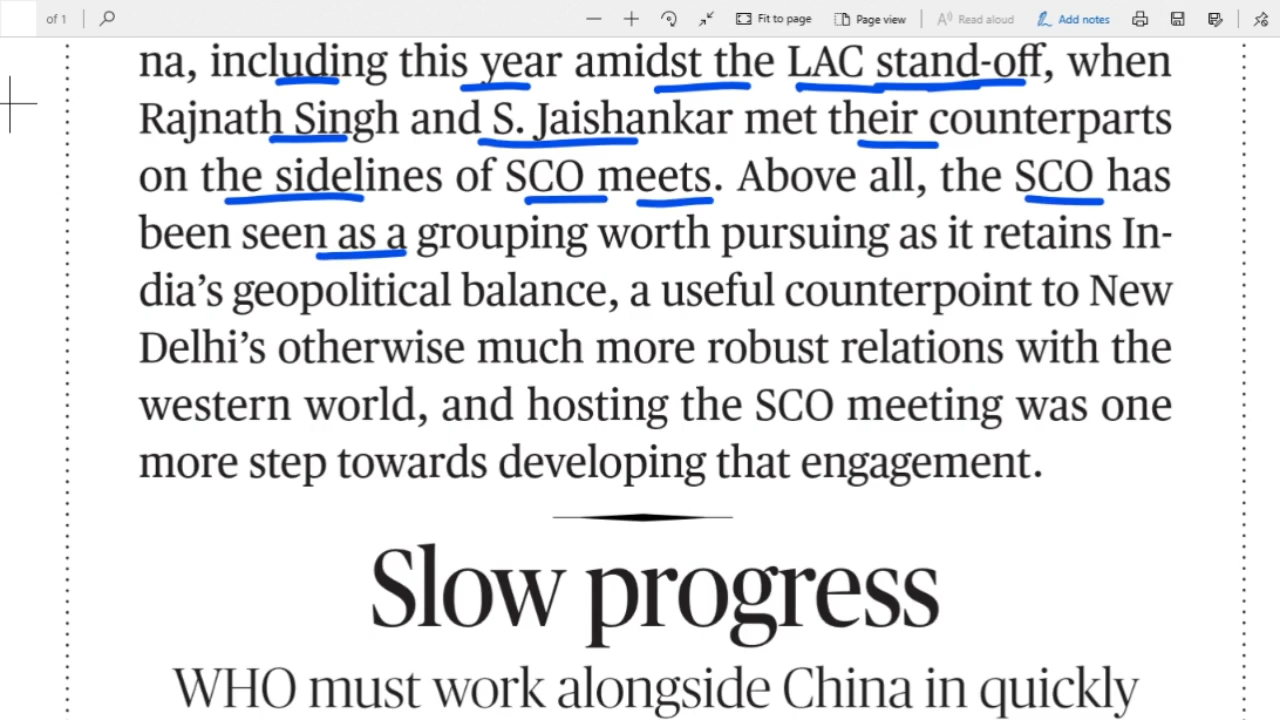 of 1
Fit to page
Page view
Read aloud
Add notes
na, including this year amidst the LAC stand-off, when
Rajnath Singh and S. Jaishankar met their counterparts
on the sidelines of SCO meets. Above all, the SCO has
been seen as a grouping worth pursuing as it retains In-
dia’s geopolitical balance, a useful counterpoint to New
Delhi’s otherwise much more robust relations with the
western world, and hosting the SCO meeting was one
more step towards developing that engagement.
Slow progress
WHO must work alongside China in quickly